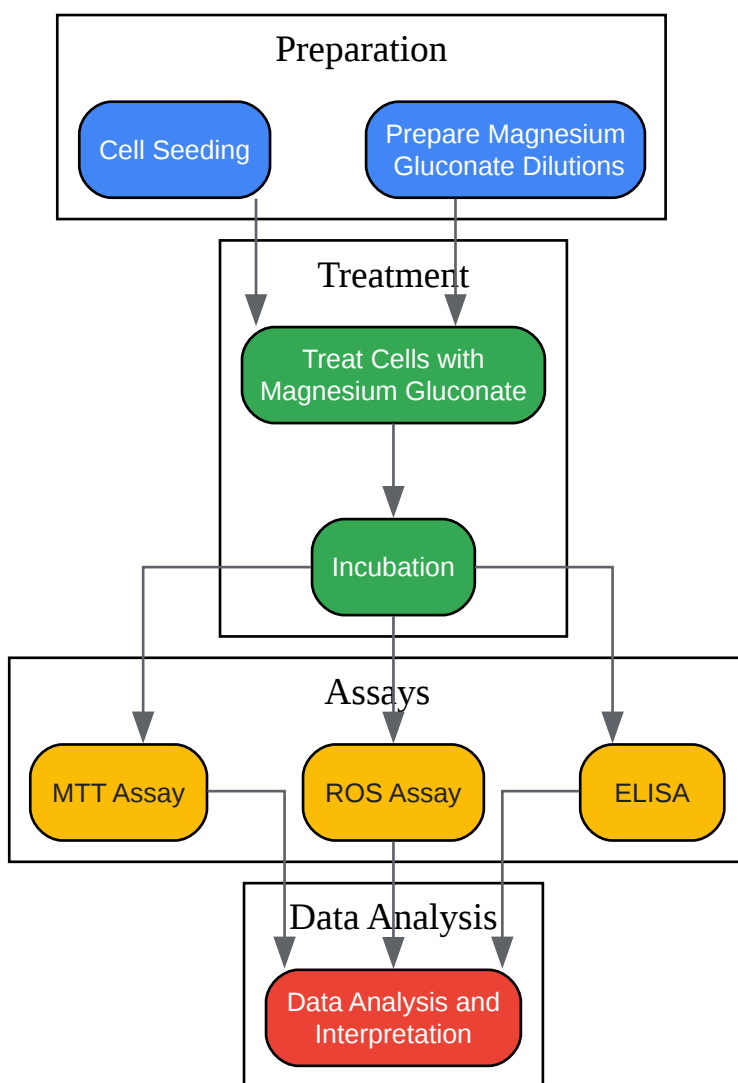 Preparation
Cell Seeding
Prepare Magnesium
Gluconate Dilutions
Treatment
Treat Cells with
Magnesium Gluconate
Incubation
Assays
MTT Assay
ROS Assay
ELISA
Data Analysis
Data Analysis and
Interpretation